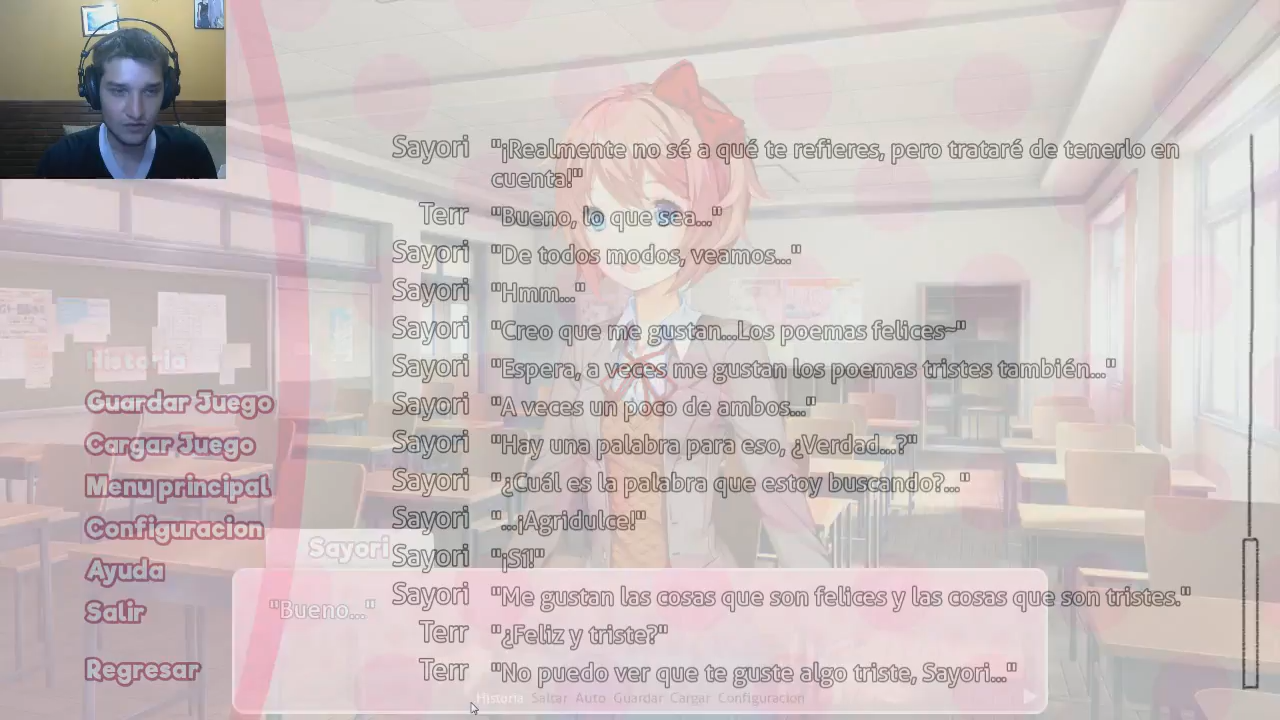 Sayori "¡Realmente no sé a qué te refieres, pero trataré de tenerlo en
cuenta!"
Terr "Bueno, lo que sea..."
Sayori "De todos modos, veamos..."
Sayori "Hmm..."
Sayori "Creo que me gustan...Los poemas felices~"
Sayori "Espera, a veces me gustan los poemas tristes también..."
Sayori "A veces un poco de ambos..."
Sayori "Hay una palabra para eso, ¿Verdad...?"
Sayori "¿Cuál es la palabra que estoy buscando?..."
Sayori "...¡Agridulce!"
Sayori "¡Sí!"
Sayori "Me gustan las cosas que son felices y las cosas que son tristes."
Terr "¿Feliz y triste?"
Terr "No puedo ver que te guste algo triste, Sayori..."
Historia
Guardar Juego
Cargar Juego
Menu principal
Configuracion
Ayuda
Salir
Regresar
Sayori
"Bueno..."
Historia Saltar Auto Guardar Cargar Configuracion